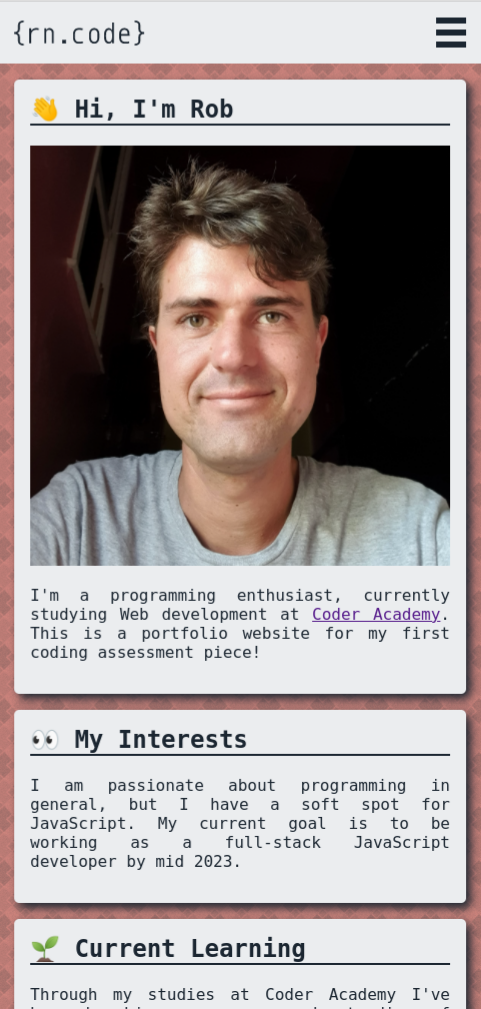 {rn.code}
👋 Hi, I'm Rob
I'm a programming enthusiast, currently
studying Web development at Coder Academy.
This is a portfolio website for my first
coding assessment piece!
👀 My Interests
I am passionate about programming in
general, but I have a soft spot for
JavaScript. My current goal is to be
working as a full-stack JavaScript
developer by mid 2023.
🌱 Current Learning
Through my studies at Coder Academy I've